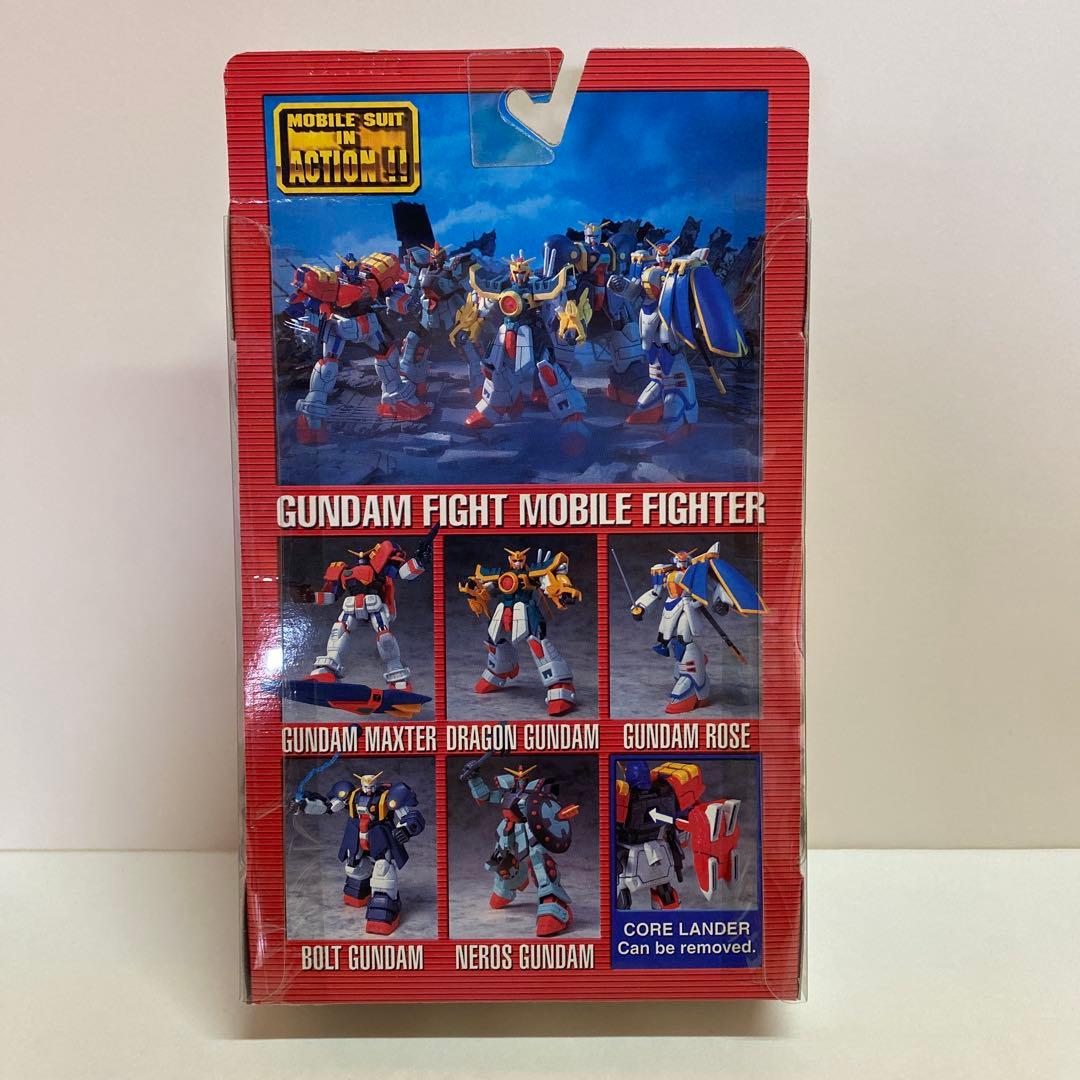 MOBILE SUIT
IN
ACTION !!
GUNDAM FIGHT MOBILE FIGHTER
GUNDAM MAXTER
DRAGON GUNDAM
GUNDAM ROSE
BOLT GUNDAM
NEROS GUNDAM
CORE LANDER
Can be removed.